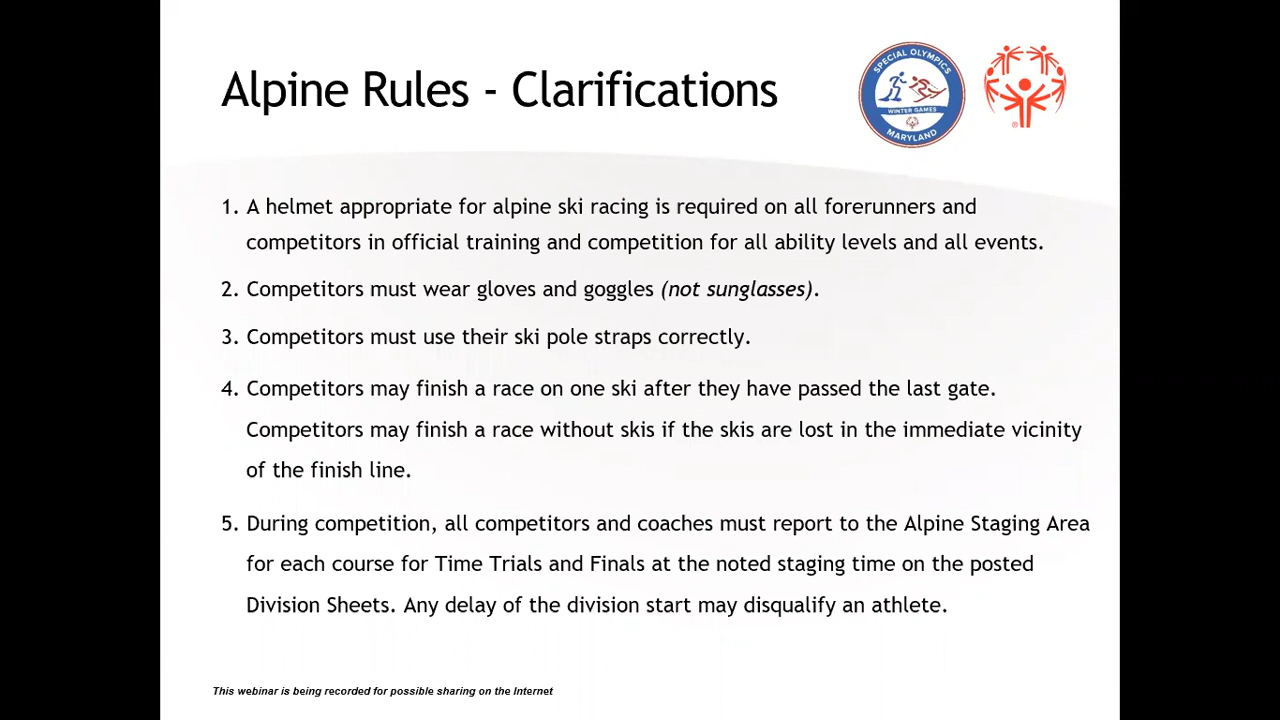 Alpine Rules - Clarifications
SPECIAL OLYMPICS
WINTER GAMES
MARYLAND
1. A helmet appropriate for alpine ski racing is required on all forerunners and
competitors in official training and competition for all ability levels and all events.
2. Competitors must wear gloves and goggles (not sunglasses).
3. Competitors must use their ski pole straps correctly.
4. Competitors may finish a race on one ski after they have passed the last gate.
Competitors may finish a race without skis if the skis are lost in the immediate vicinity
of the finish line.
5. During competition, all competitors and coaches must report to the Alpine Staging Area
for each course for Time Trials and Finals at the noted staging time on the posted
Division Sheets. Any delay of the division start may disqualify an athlete.
This webinar is being recorded for possible sharing on the Internet